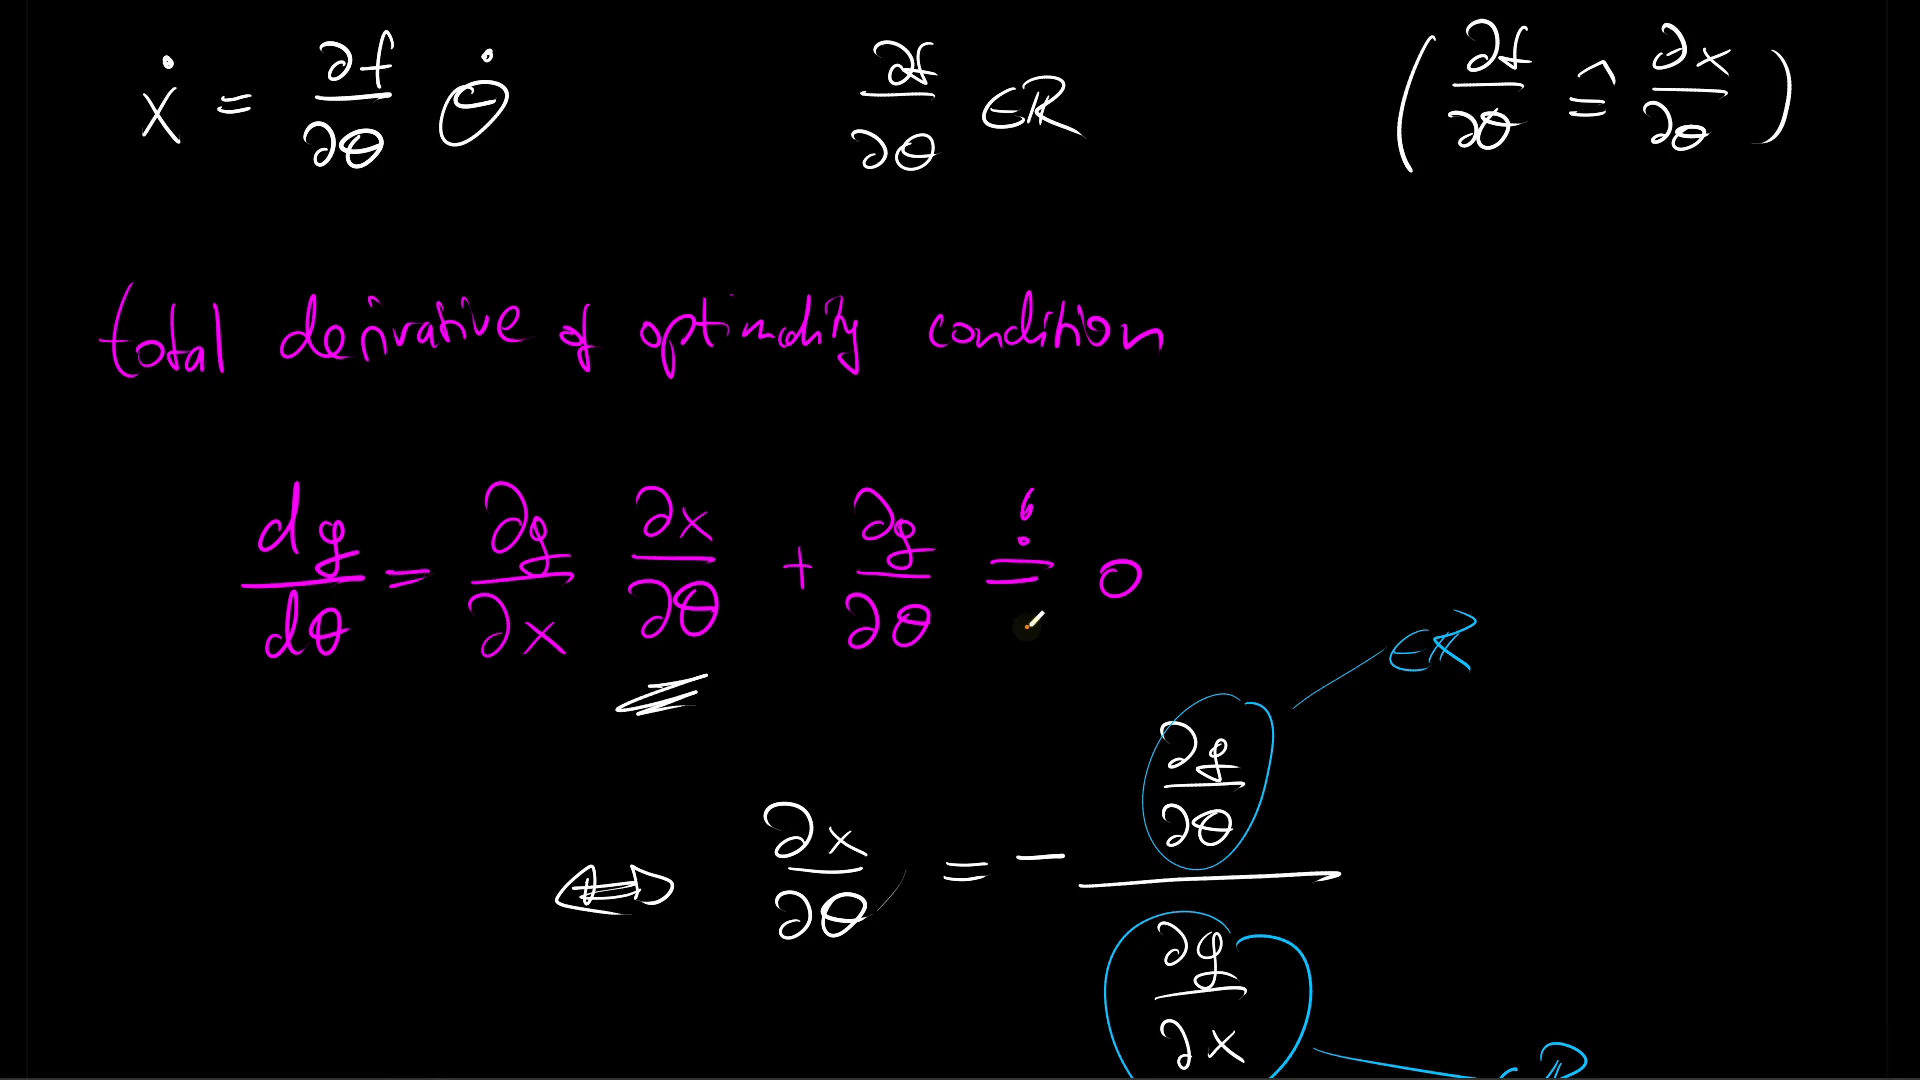 ẋ = ∂f/∂θ θ̇    ∂f/∂θ ∈ ℝ    ( ∂f/∂θ ≙ ∂x/∂θ )
total derivative of optimality condition
dg/dθ = ∂g/∂x ∂x/∂θ + ∂g/∂θ =! 0
∈ ℝ
⇔ ∂x/∂θ = − (∂g/∂θ) / (∂g/∂x)
∈ ℝ